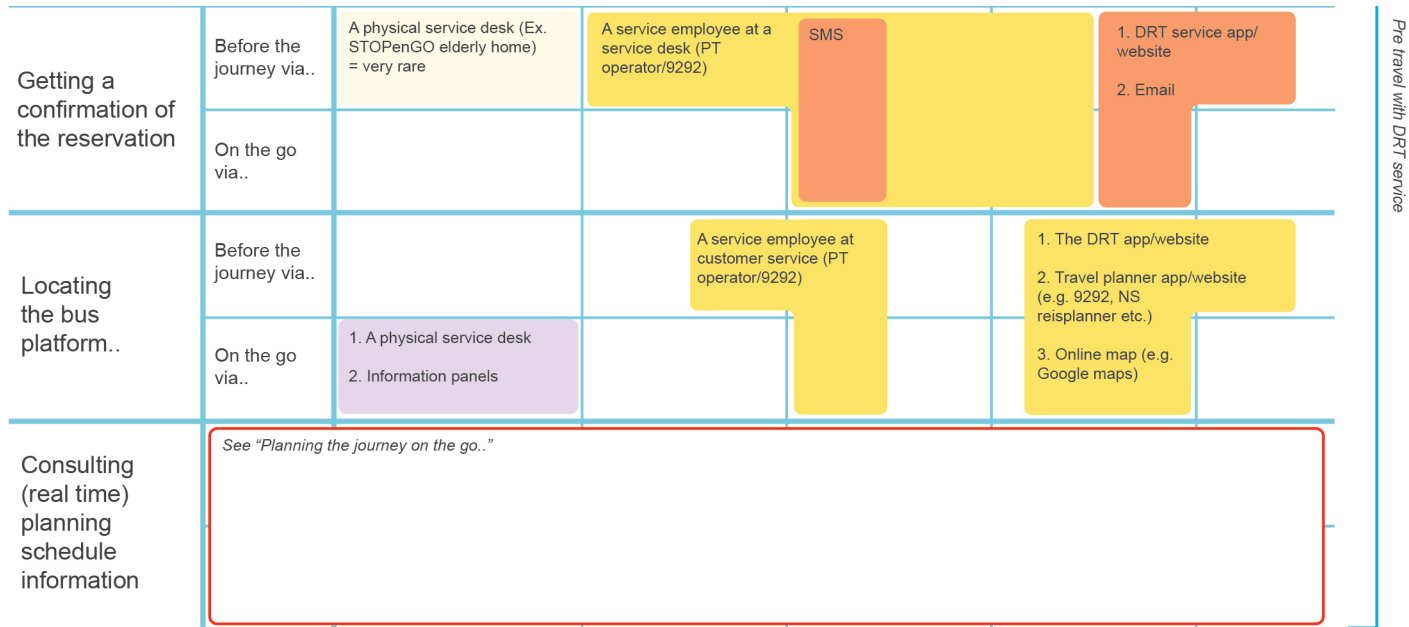 Getting a
confirmation of
the reservation
Before the
journey via..
A physical service desk (Ex.
STOPenGO elderly home)
= very rare
A service employee at a
service desk (PT
operator/9292)
SMS
1. DRT service app/
website
2. Email
On the go
via..
Locating
the bus
platform..
Before the
journey via..
A service employee at
customer service (PT
operator/9292)
1. The DRT app/website
2. Travel planner app/website
(e.g. 9292, NS
reisplanner etc.)
3. Online map (e.g.
Google maps)
On the go
via..
1. A physical service desk
2. Information panels
Consulting
(real time)
planning
schedule
information
See “Planning the journey on the go..”
Pre travel with DRT service